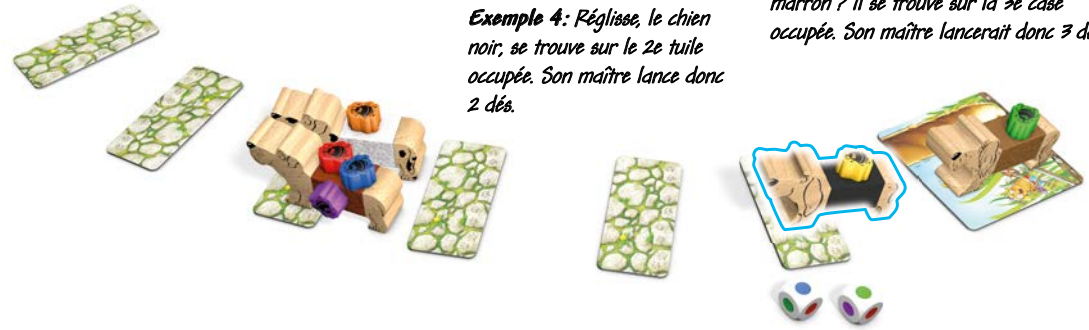 Exemple 4: Réglisse, le chien
noir, se trouve sur le 2e tuile
occupée. Son maître lance donc
2 dés.
marron ? Il se trouve sur la 3e case
occupée. Son maître lancerait donc 3